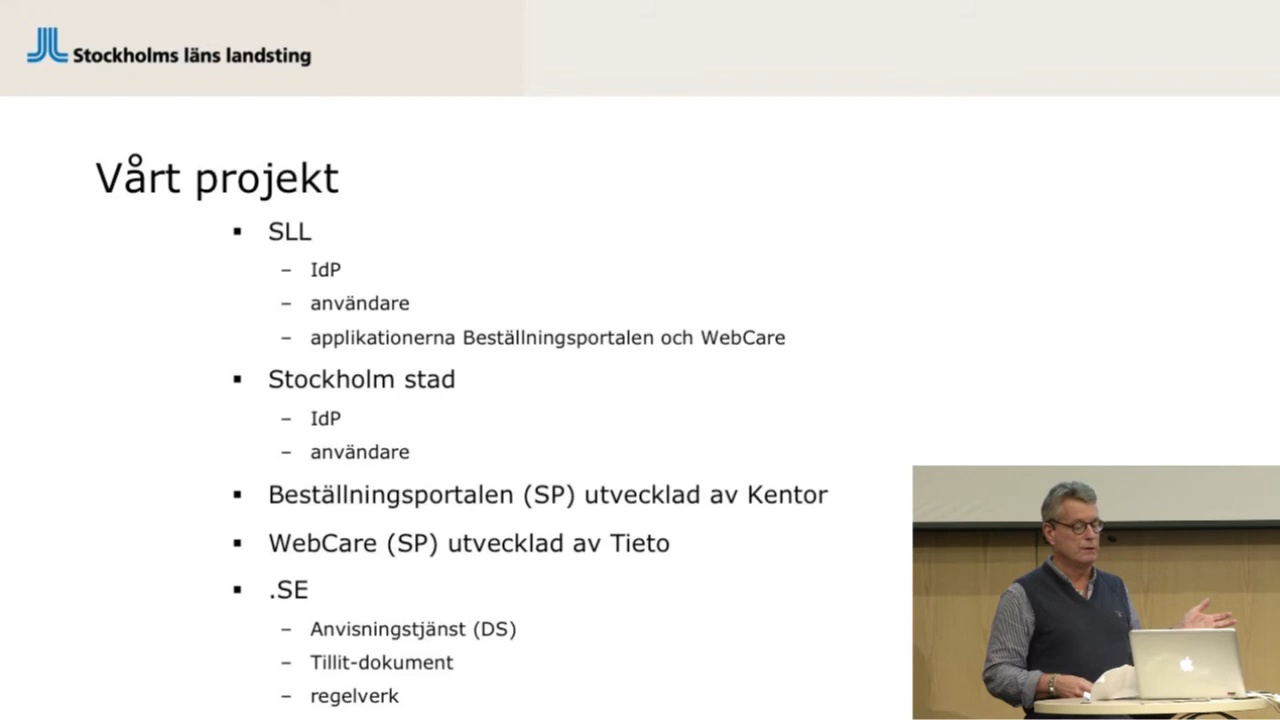 Stockholms läns landsting
Vårt projekt
▪ SLL
– IdP
– användare
– applikationerna Beställningsportalen och WebCare
▪ Stockholm stad
– IdP
– användare
▪ Beställningsportalen (SP) utvecklad av Kentor
▪ WebCare (SP) utvecklad av Tieto
▪ .SE
– Anvisningstjänst (DS)
– Tillit-dokument
– regelverk